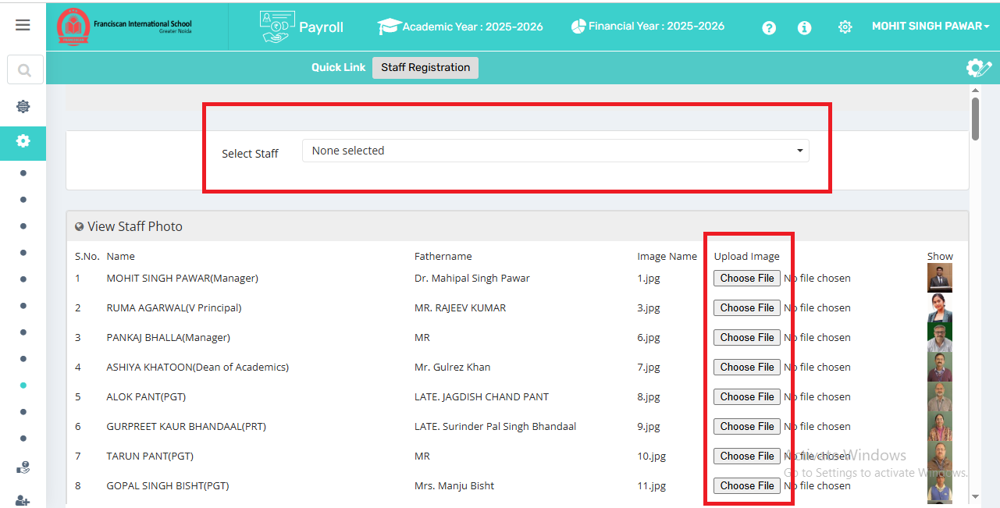 Franciscan International School
Greater Noida
Payroll
Academic Year : 2025-2026
Financial Year : 2025-2026
MOHIT SINGH PAWAR
Quick Link Staff Registration
Select Staff None selected
View Staff Photo
S.No. Name Fathername Image Name Upload Image Show
1 MOHIT SINGH PAWAR(Manager) Dr. Mahipal Singh Pawar 1.jpg Choose File No file chosen
2 RUMA AGARWAL(V Principal) MR. RAJEEV KUMAR 3.jpg Choose File No file chosen
3 PANKAJ BHALLA(Manager) MR 6.jpg Choose File No file chosen
4 ASHIYA KHATOON(Dean of Academics) Mr. Gulrez Khan 7.jpg Choose File No file chosen
5 ALOK PANT(PGT) LATE. JAGDISH CHAND PANT 8.jpg Choose File No file chosen
6 GURPREET KAUR BHANDAAL(PRT) LATE. Surinder Pal Singh Bhandaal 9.jpg Choose File No file chosen
7 TARUN PANT(PGT) MR 10.jpg Choose File No file chosen
8 GOPAL SINGH BISHT(PGT) Mrs. Manju Bisht 11.jpg Choose File No file chosen
Activate Windows
Go to Settings to activate Windows.